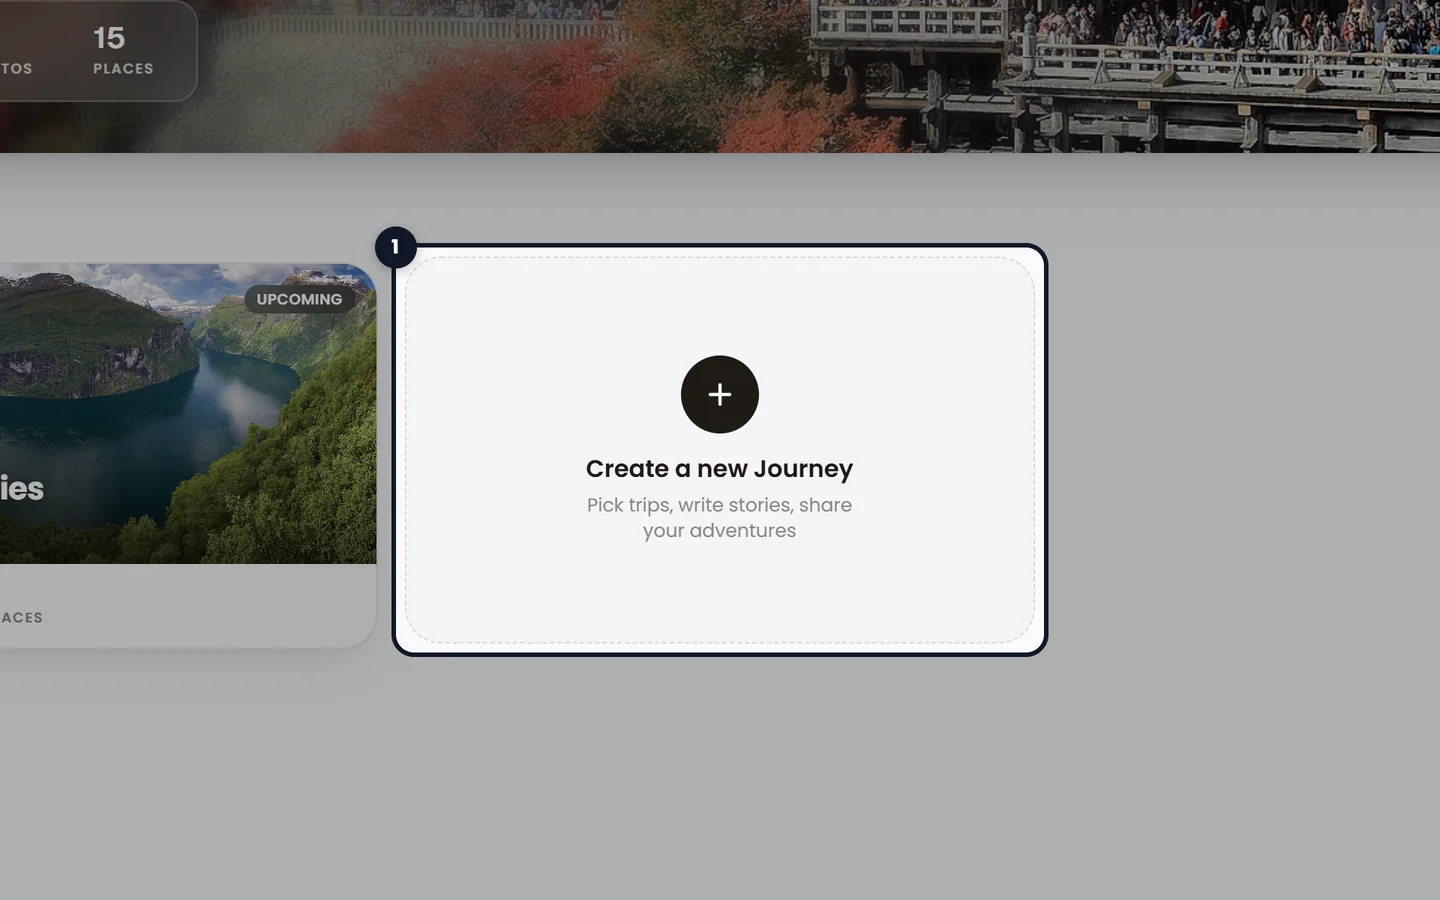 15
TOS
PLACES
1
UPCOMING
Create a new Journey
Pick trips, write stories, share
your adventures
ies
ACES